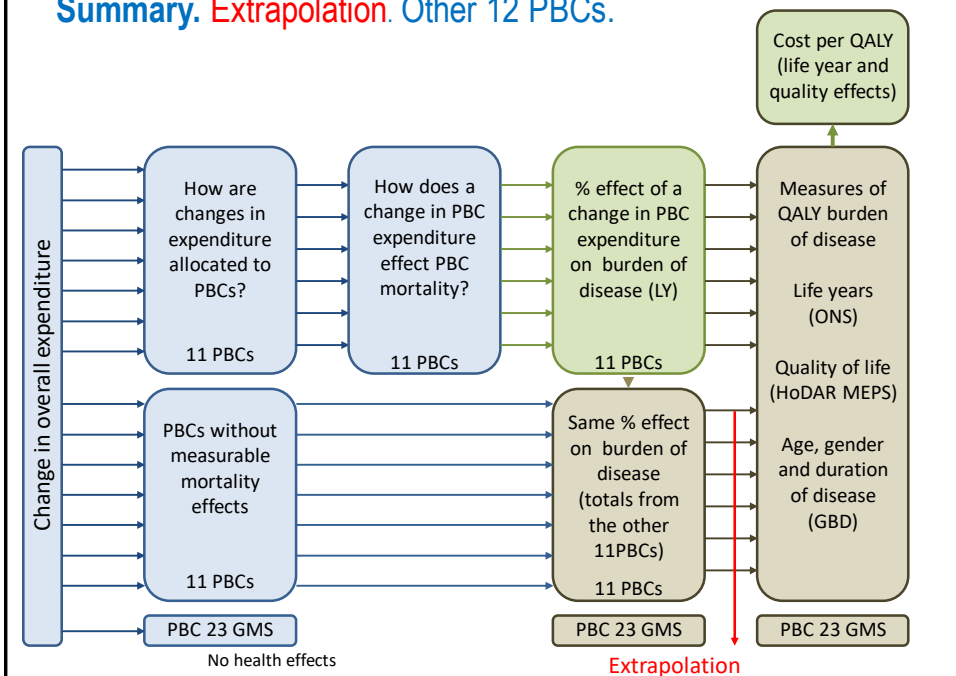 Summary. Extrapolation. Other 12 PBCs.
Cost per QALY
(life year and
quality effects)
Change in overall expenditure
How are
changes in
expenditure
allocated to
PBCs?
11 PBCs
How does a
change in PBC
expenditure
effect PBC
mortality?
11 PBCs
% effect of a
change in PBC
expenditure
on burden of
disease (LY)
11 PBCs
Measures of
QALY burden
of disease
Life years
(ONS)
Quality of life
(HoDAR MEPS)
Age, gender
and duration
of disease
(GBD)
PBCs without
measurable
mortality
effects
11 PBCs
Same % effect
on burden of
disease
(totals from
the other
11PBCs)
11 PBCs
PBC 23 GMS
PBC 23 GMS
PBC 23 GMS
No health effects
Extrapolation